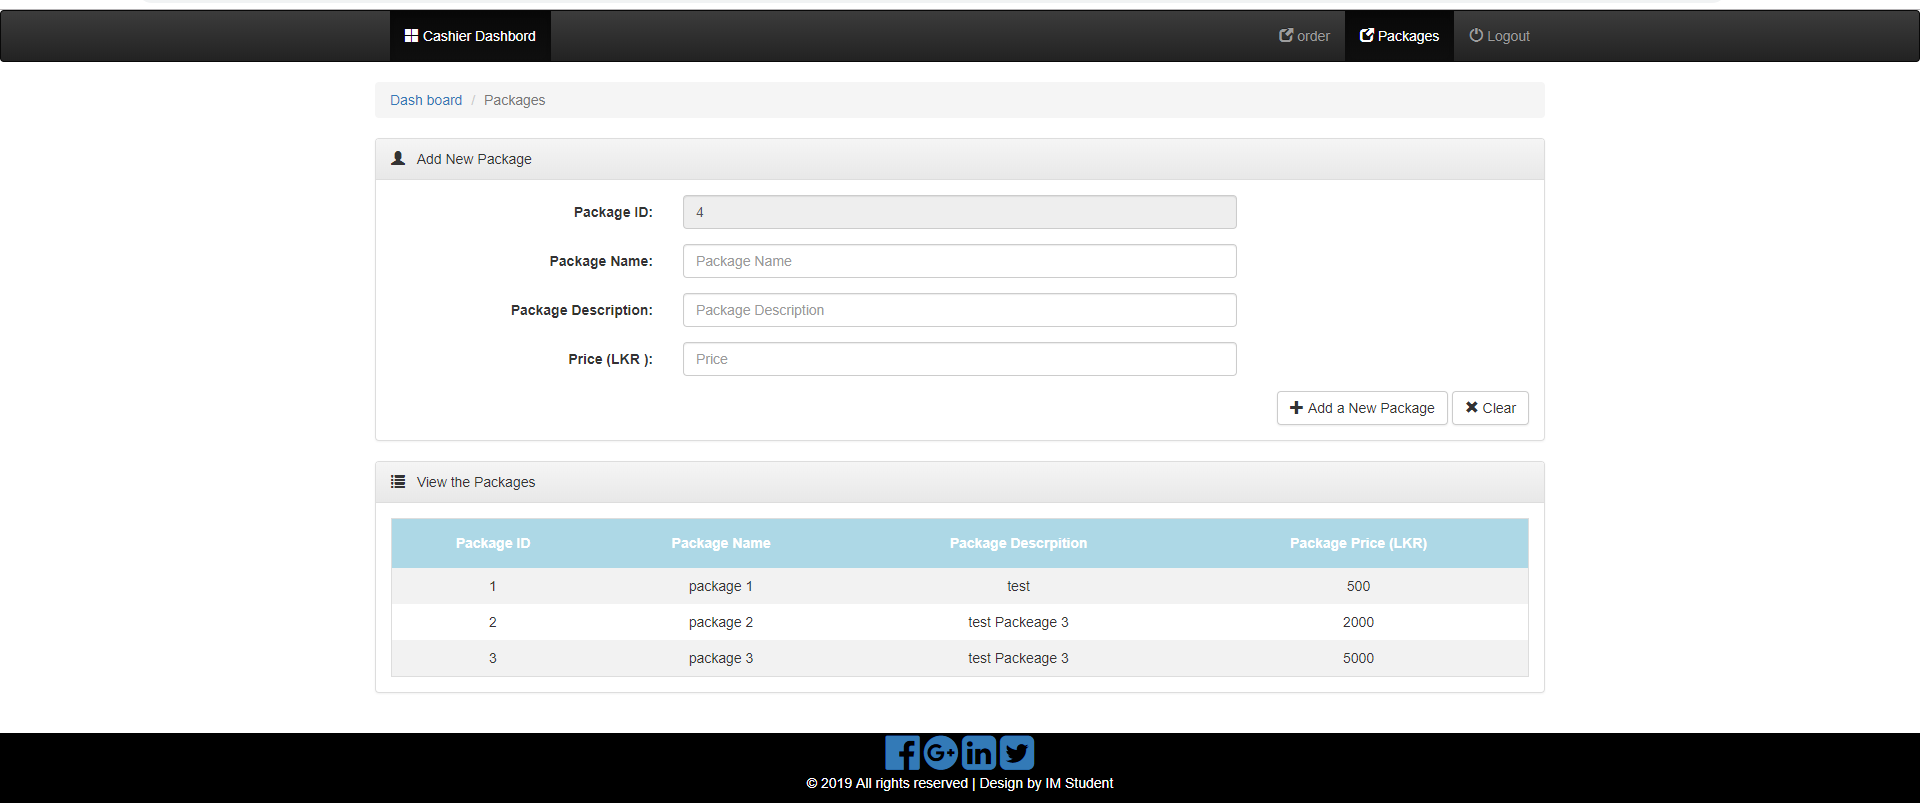 Cashier Dashbord order Packages Logout
Dash board / Packages
Add New Package
Package ID: 4
Package Name: Package Name
Package Description: Package Description
Price (LKR ): Price
Add a New Package Clear
View the Packages
Package ID Package Name Package Descrpition Package Price (LKR)
1 package 1 test 500
2 package 2 test Packeage 3 2000
3 package 3 test Packeage 3 5000
© 2019 All rights reserved | Design by IM Student